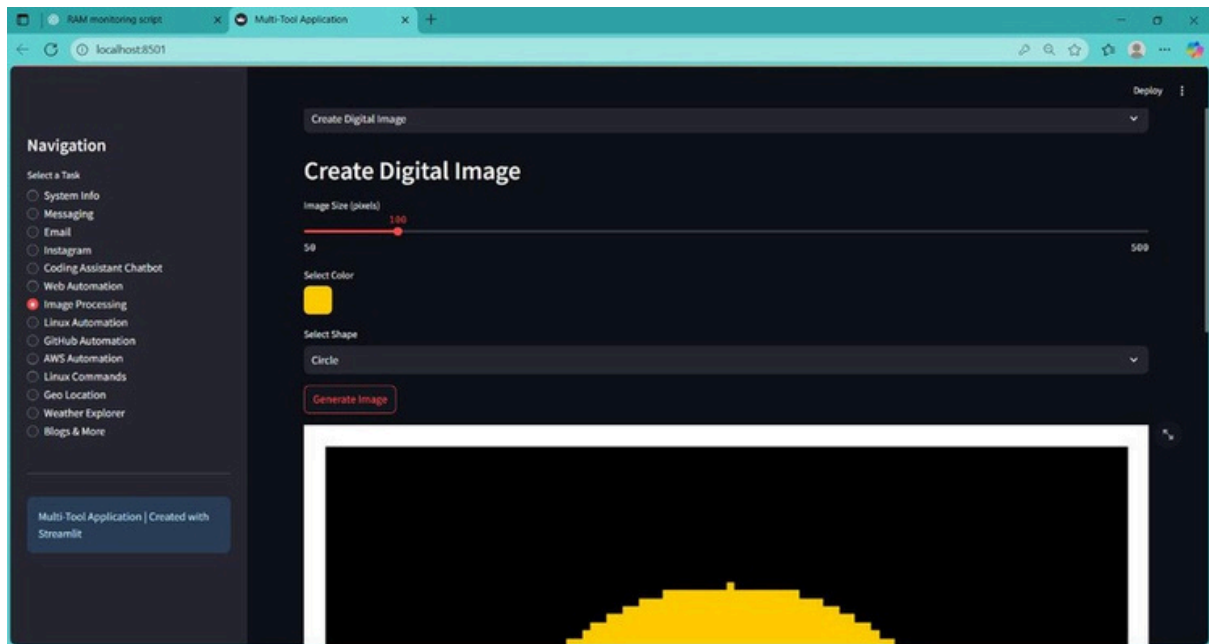 RAM monitoring script
Multi-Tool Application
localhost:8501
Deploy
Navigation
Select a Task
System Info
Messaging
Email
Instagram
Coding Assistant Chatbot
Web Automation
Image Processing
Linux Automation
GitHub Automation
AWS Automation
Linux Commands
Geo Location
Weather Explorer
Blogs & More
Multi-Tool Application | Created with
Streamlit
Create Digital Image
Create Digital Image
Image Size (pixels)
100
50 500
Select Color
Select Shape
Circle
Generate Image